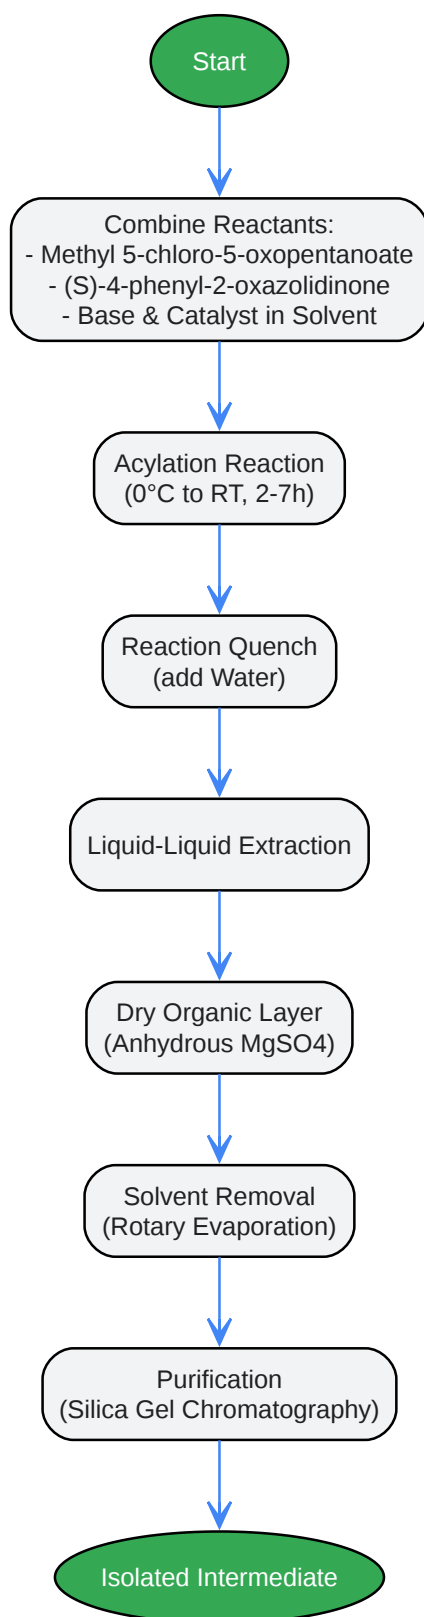 Start
Combine Reactants:
- Methyl 5-chloro-5-oxopentanoate
- (S)-4-phenyl-2-oxazolidinone
- Base & Catalyst in Solvent
Acylation Reaction
(0°C to RT, 2-7h)
Reaction Quench
(add Water)
Liquid-Liquid Extraction
Dry Organic Layer
(Anhydrous MgSO4)
Solvent Removal
(Rotary Evaporation)
Purification
(Silica Gel Chromatography)
Isolated Intermediate